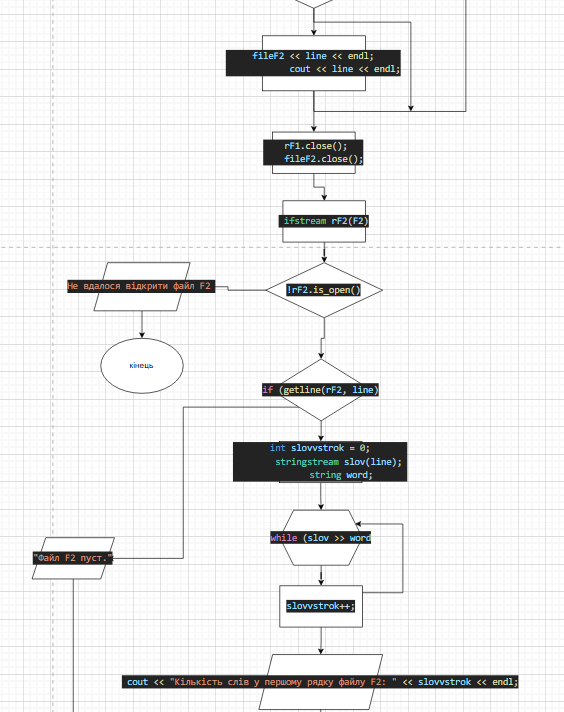 fileF2 << line << endl;
cout << line << endl;
rF1.close();
fileF2.close();
ifstream rF2(F2)
Не вдалося відкрити файл F2
!rF2.is_open()
кінець
if (getline(rF2, line)
int slovvstrok = 0;
stringstream slov(line);
string word;
while (slov >> word
"Файл F2 пуст."
slovvstrok++;
cout << "Кількість слів у першому рядку файлу F2: " << slovvstrok << endl;